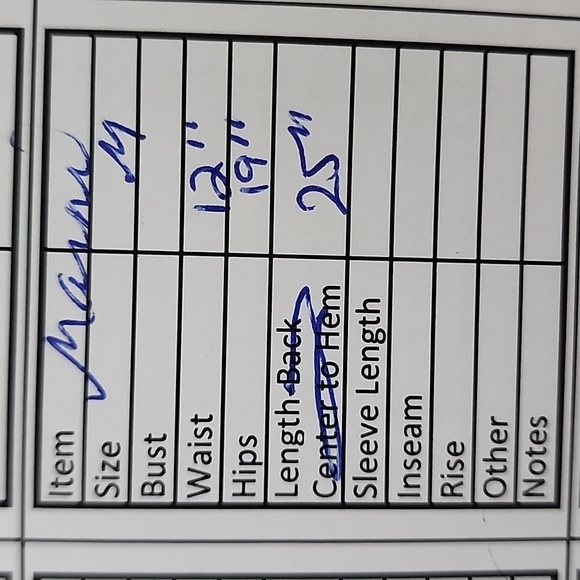 Item
Size M
Bust
Waist 12"
Hips 19"
Length Back 25"
Center to Hem
Sleeve Length
Inseam
Rise
Other
Notes